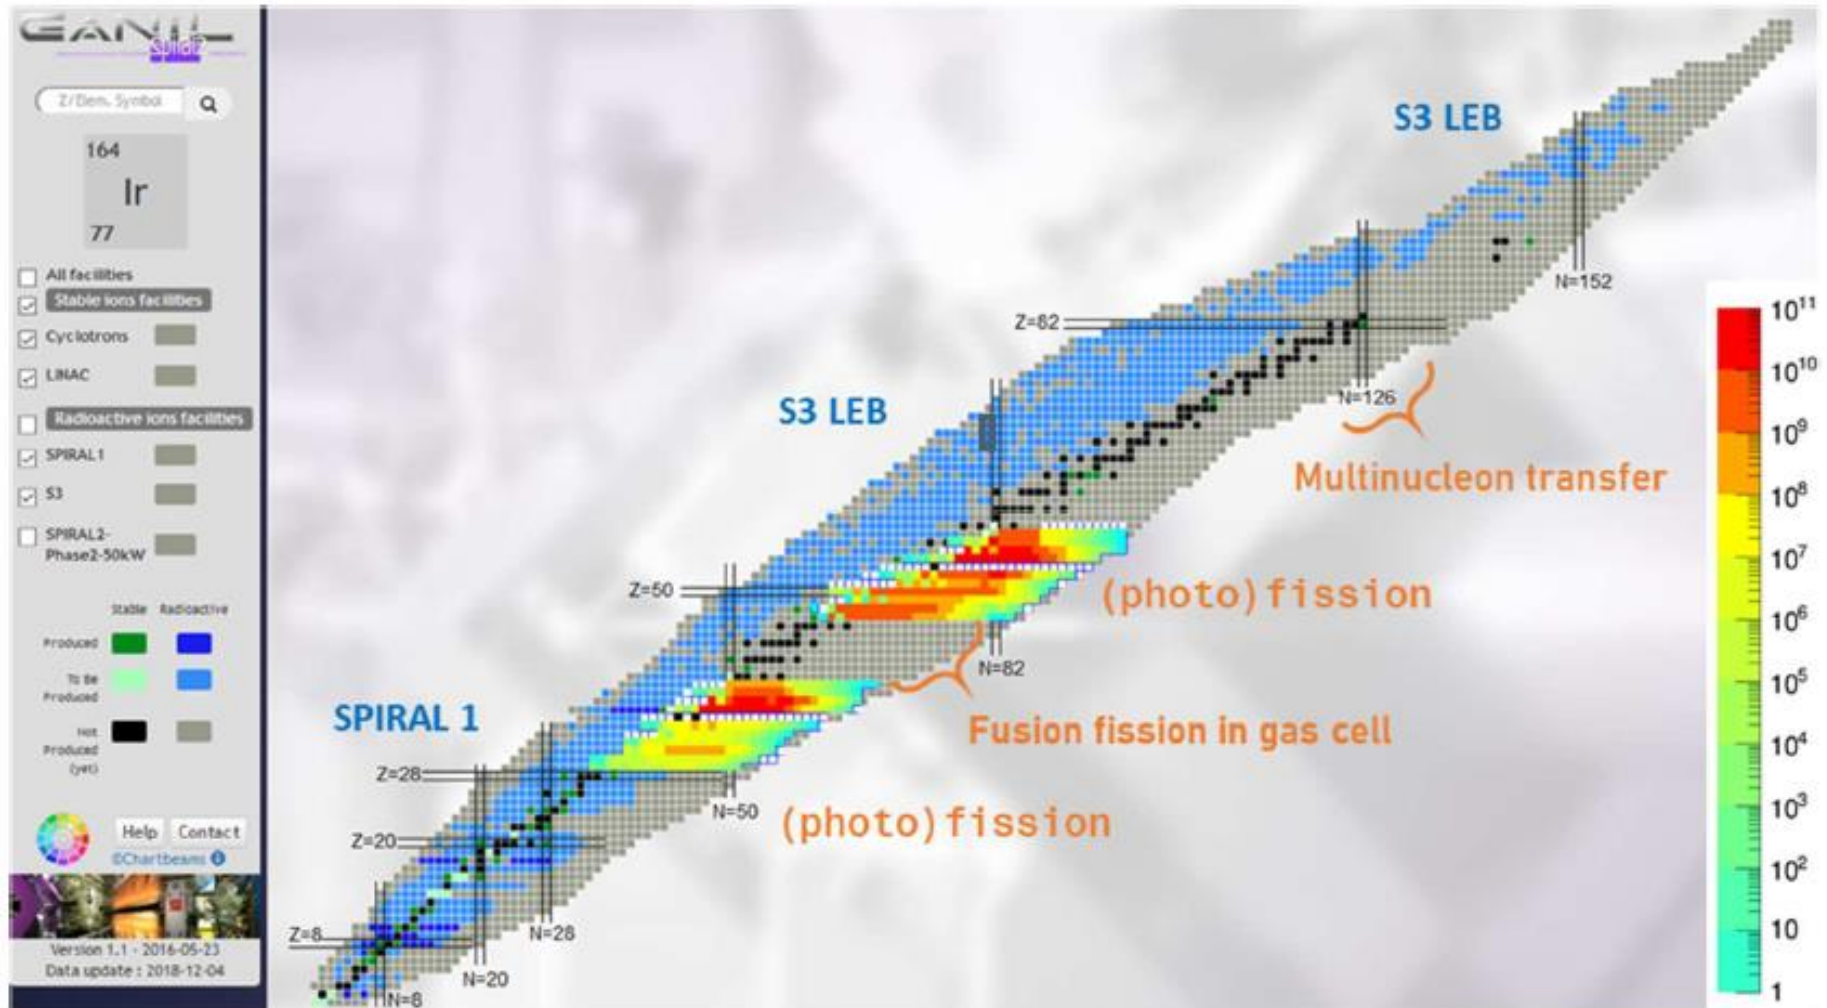 GANIL
Spiral2
Z/Elem. Symbol
164
Ir
77
All facilities
Stable ions facilities
Cyclotrons
LINAC
Radioactive ions facilities
SPIRAL1
S3
SPIRAL2-
Phase2-50kW
Stable Radioactive
Produced
To Be
Produced
Not
Produced
(yet)
Help Contact
©Chartbeams
Version 1.1 - 2016-05-23
Data update : 2018-12-04
S3 LEB
N=152
Z=82
N=126
S3 LEB
Multinucleon transfer
Z=50
(photo)fission
N=82
SPIRAL 1
Fusion fission in gas cell
Z=28
N=50
(photo)fission
Z=20
N=28
Z=8
N=20
N=8
10¹¹
10¹⁰
10⁹
10⁸
10⁷
10⁶
10⁵
10⁴
10³
10²
10
1